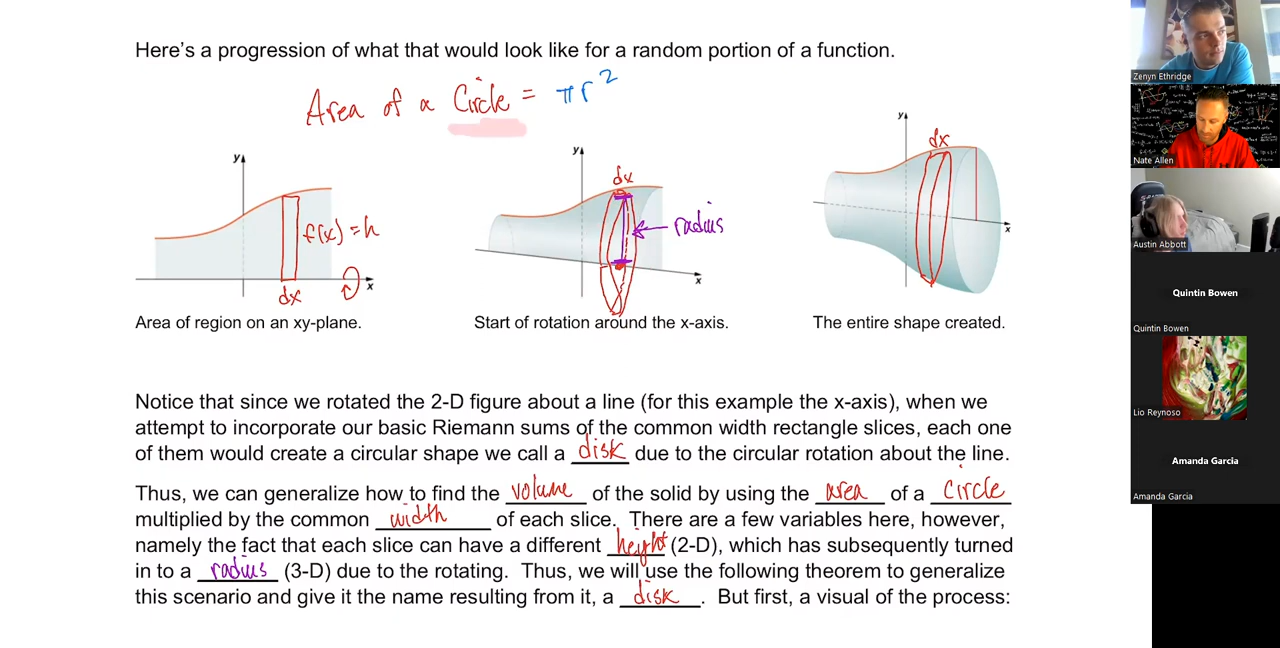 Here's a progression of what that would look like for a random portion of a function.
Area of a Circle = πr²
y
dx
f(x) = h
x
Area of region on an xy-plane.
y
dx
radius
x
Start of rotation around the x-axis.
y
dx
x
The entire shape created.
Notice that since we rotated the 2-D figure about a line (for this example the x-axis), when we
attempt to incorporate our basic Riemann sums of the common width rectangle slices, each one
of them would create a circular shape we call a disk due to the circular rotation about the line.
Thus, we can generalize how to find the volume of the solid by using the area of a circle
multiplied by the common width of each slice. There are a few variables here, however,
namely the fact that each slice can have a different height (2-D), which has subsequently turned
in to a radius (3-D) due to the rotating. Thus, we will use the following theorem to generalize
this scenario and give it the name resulting from it, a disk. But first, a visual of the process:
Zenyn Ethridge
Nate Allen
Austin Abbott
Quintin Bowen
Quintin Bowen
Lio Reynoso
Amanda Garcia
Amanda Garcia